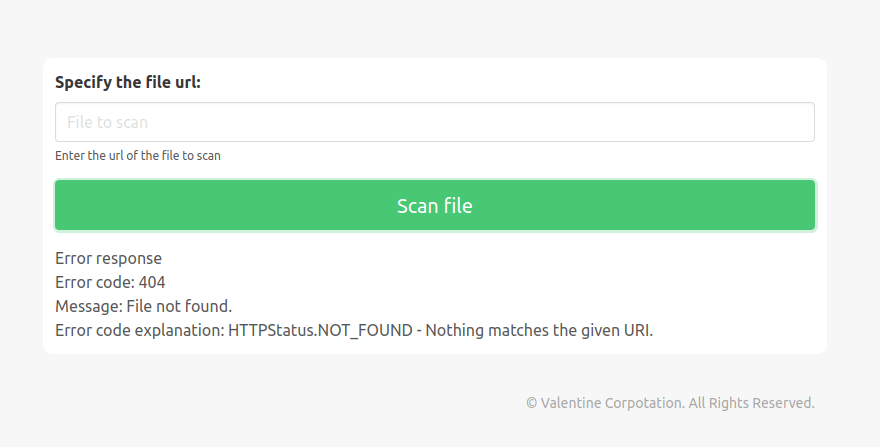 Specify the file url:
File to scan
Enter the url of the file to scan
Scan file
Error response
Error code: 404
Message: File not found.
Error code explanation: HTTPStatus.NOT_FOUND - Nothing matches the given URI.
© Valentine Corpotation. All Rights Reserved.